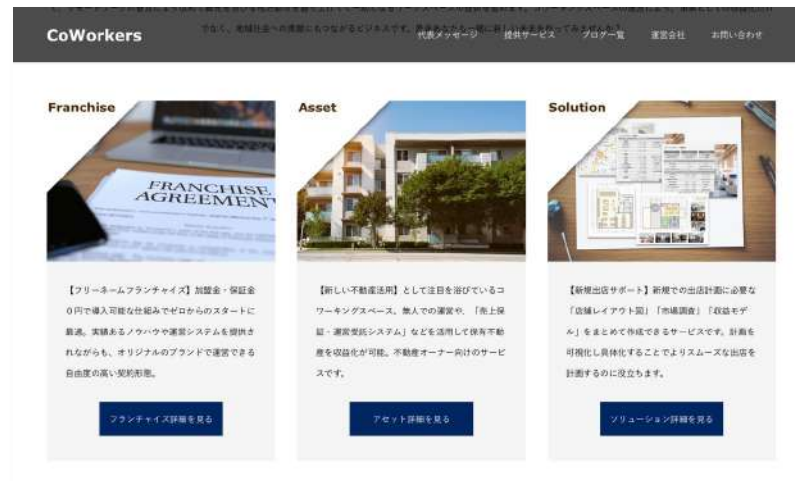 CoWorkers
代表メッセージ 提供サービス ブログ一覧 運営会社 お問い合わせ
Franchise
FRANCHISE
AGREEMENT
【フリーネームフランチャイズ】加盟金・保証金
0円で導入可能な仕組みでゼロからのスタートに
最適。実績あるノウハウや運営システムを提供さ
れながらも、オリジナルのブランドで運営できる
自由度の高い契約形態。
フランチャイズ詳細を見る
Asset
【新しい不動産活用】として注目を浴びているコ
ワーキングスペース。無人での運営や、「売上保
証・運営受託システム」などを活用して保有不動
産を収益化が可能。不動産オーナー向けのサービ
スです。
アセット詳細を見る
Solution
【新規出店サポート】新規での出店計画に必要な
「店舗レイアウト図」「市場調査」「収益モデ
ル」をまとめて作成できるサービスです。計画を
可視化し具体化することでよりスムーズな出店を
計画するのに役立ちます。
ソリューション詳細を見る